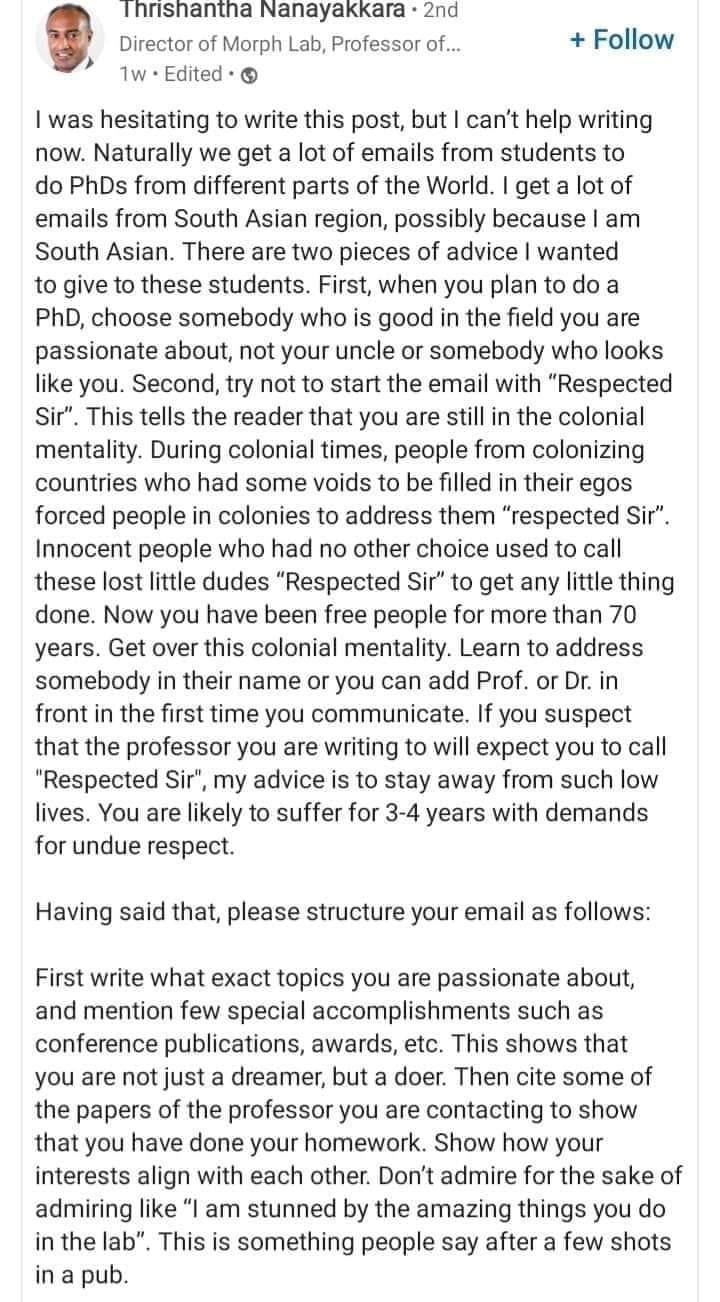 Thrishantha Nanayakkara • 2nd
Director of Morph Lab, Professor of...
+ Follow
1w • Edited •
I was hesitating to write this post, but I can't help writing
now. Naturally we get a lot of emails from students to
do PhDs from different parts of the World. I get a lot of
emails from South Asian region, possibly because I am
South Asian. There are two pieces of advice I wanted
to give to these students. First, when you plan to do a
PhD, choose somebody who is good in the field you are
passionate about, not your uncle or somebody who looks
like you. Second, try not to start the email with “Respected
Sir”. This tells the reader that you are still in the colonial
mentality. During colonial times, people from colonizing
countries who had some voids to be filled in their egos
forced people in colonies to address them “respected Sir”.
Innocent people who had no other choice used to call
these lost little dudes “Respected Sir” to get any little thing
done. Now you have been free people for more than 70
years. Get over this colonial mentality. Learn to address
somebody in their name or you can add Prof. or Dr. in
front in the first time you communicate. If you suspect
that the professor you are writing to will expect you to call
"Respected Sir", my advice is to stay away from such low
lives. You are likely to suffer for 3-4 years with demands
for undue respect.
Having said that, please structure your email as follows:
First write what exact topics you are passionate about,
and mention few special accomplishments such as
conference publications, awards, etc. This shows that
you are not just a dreamer, but a doer. Then cite some of
the papers of the professor you are contacting to show
that you have done your homework. Show how your
interests align with each other. Don't admire for the sake of
admiring like “I am stunned by the amazing things you do
in the lab”. This is something people say after a few shots
in a pub.